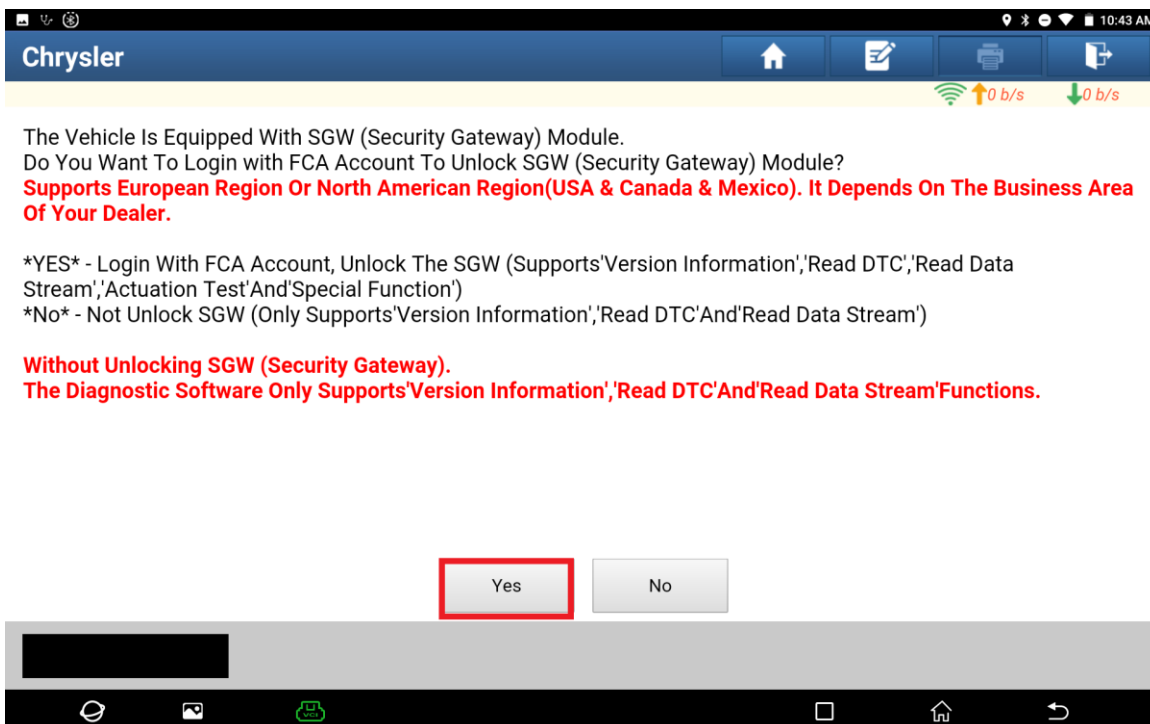 10:43 AM
Chrysler
0 b/s 0 b/s
The Vehicle Is Equipped With SGW (Security Gateway) Module.
Do You Want To Login with FCA Account To Unlock SGW (Security Gateway) Module?
Supports European Region Or North American Region(USA & Canada & Mexico). It Depends On The Business Area
Of Your Dealer.
*YES* - Login With FCA Account, Unlock The SGW (Supports'Version Information','Read DTC','Read Data
Stream','Actuation Test'And'Special Function')
*No* - Not Unlock SGW (Only Supports'Version Information','Read DTC'And'Read Data Stream')
Without Unlocking SGW (Security Gateway).
The Diagnostic Software Only Supports'Version Information','Read DTC'And'Read Data Stream'Functions.
Yes No
VCI